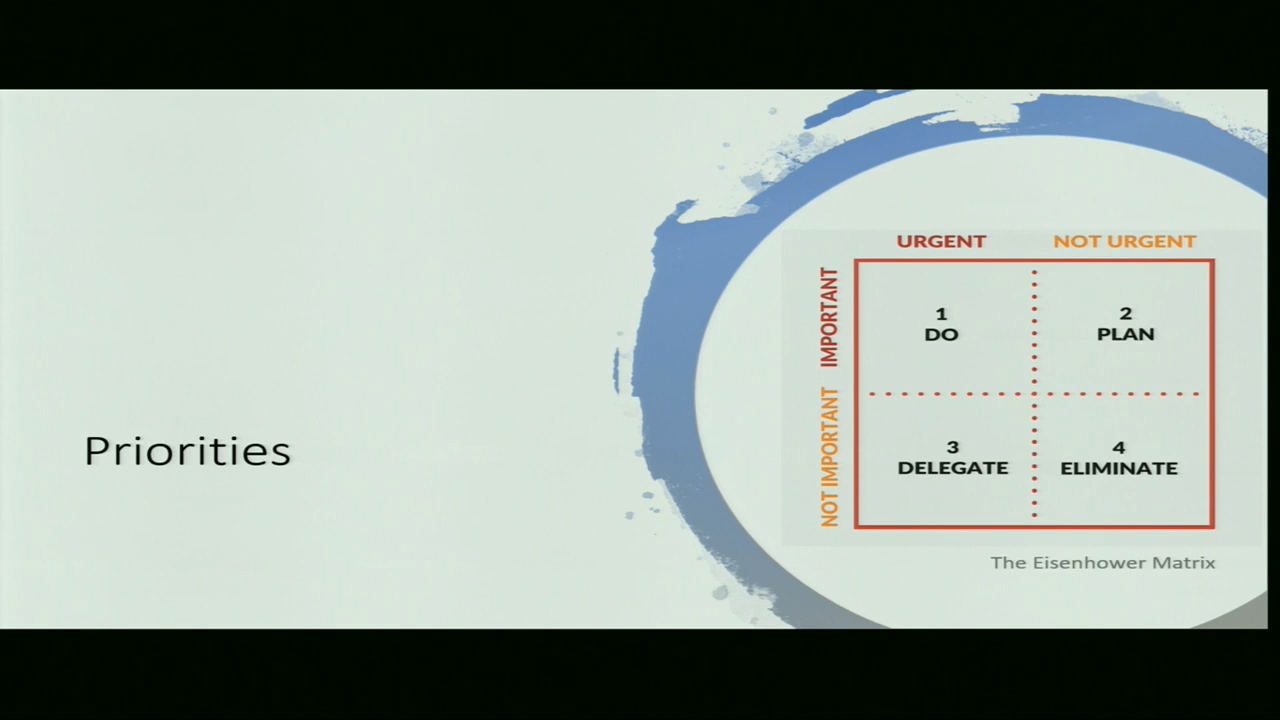 Priorities
URGENT NOT URGENT
IMPORTANT
NOT IMPORTANT
1
DO
2
PLAN
3
DELEGATE
4
ELIMINATE
The Eisenhower Matrix